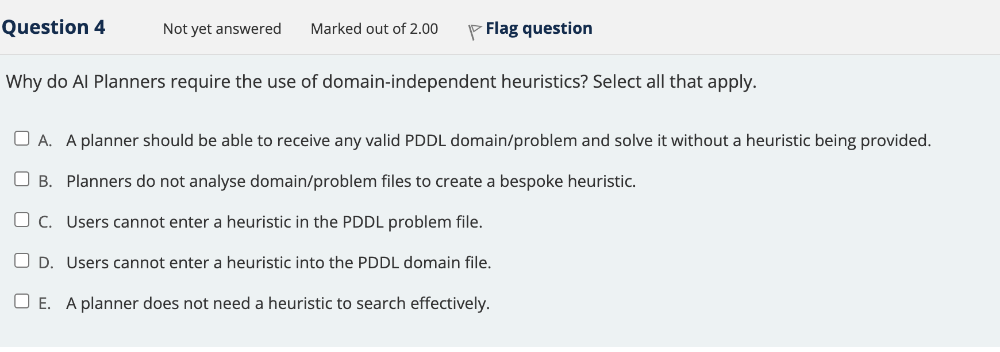 Question 4 Not yet answered Marked out of 2.00 Flag question
Why do AI Planners require the use of domain-independent heuristics? Select all that apply.
A. A planner should be able to receive any valid PDDL domain/problem and solve it without a heuristic being provided.
B. Planners do not analyse domain/problem files to create a bespoke heuristic.
C. Users cannot enter a heuristic in the PDDL problem file.
D. Users cannot enter a heuristic into the PDDL domain file.
E. A planner does not need a heuristic to search effectively.